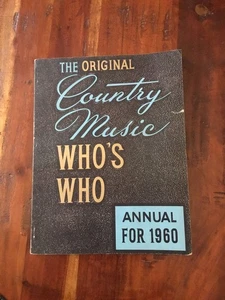 THE ORIGINAL
Country
Music
WHO'S
WHO
ANNUAL
FOR 1960